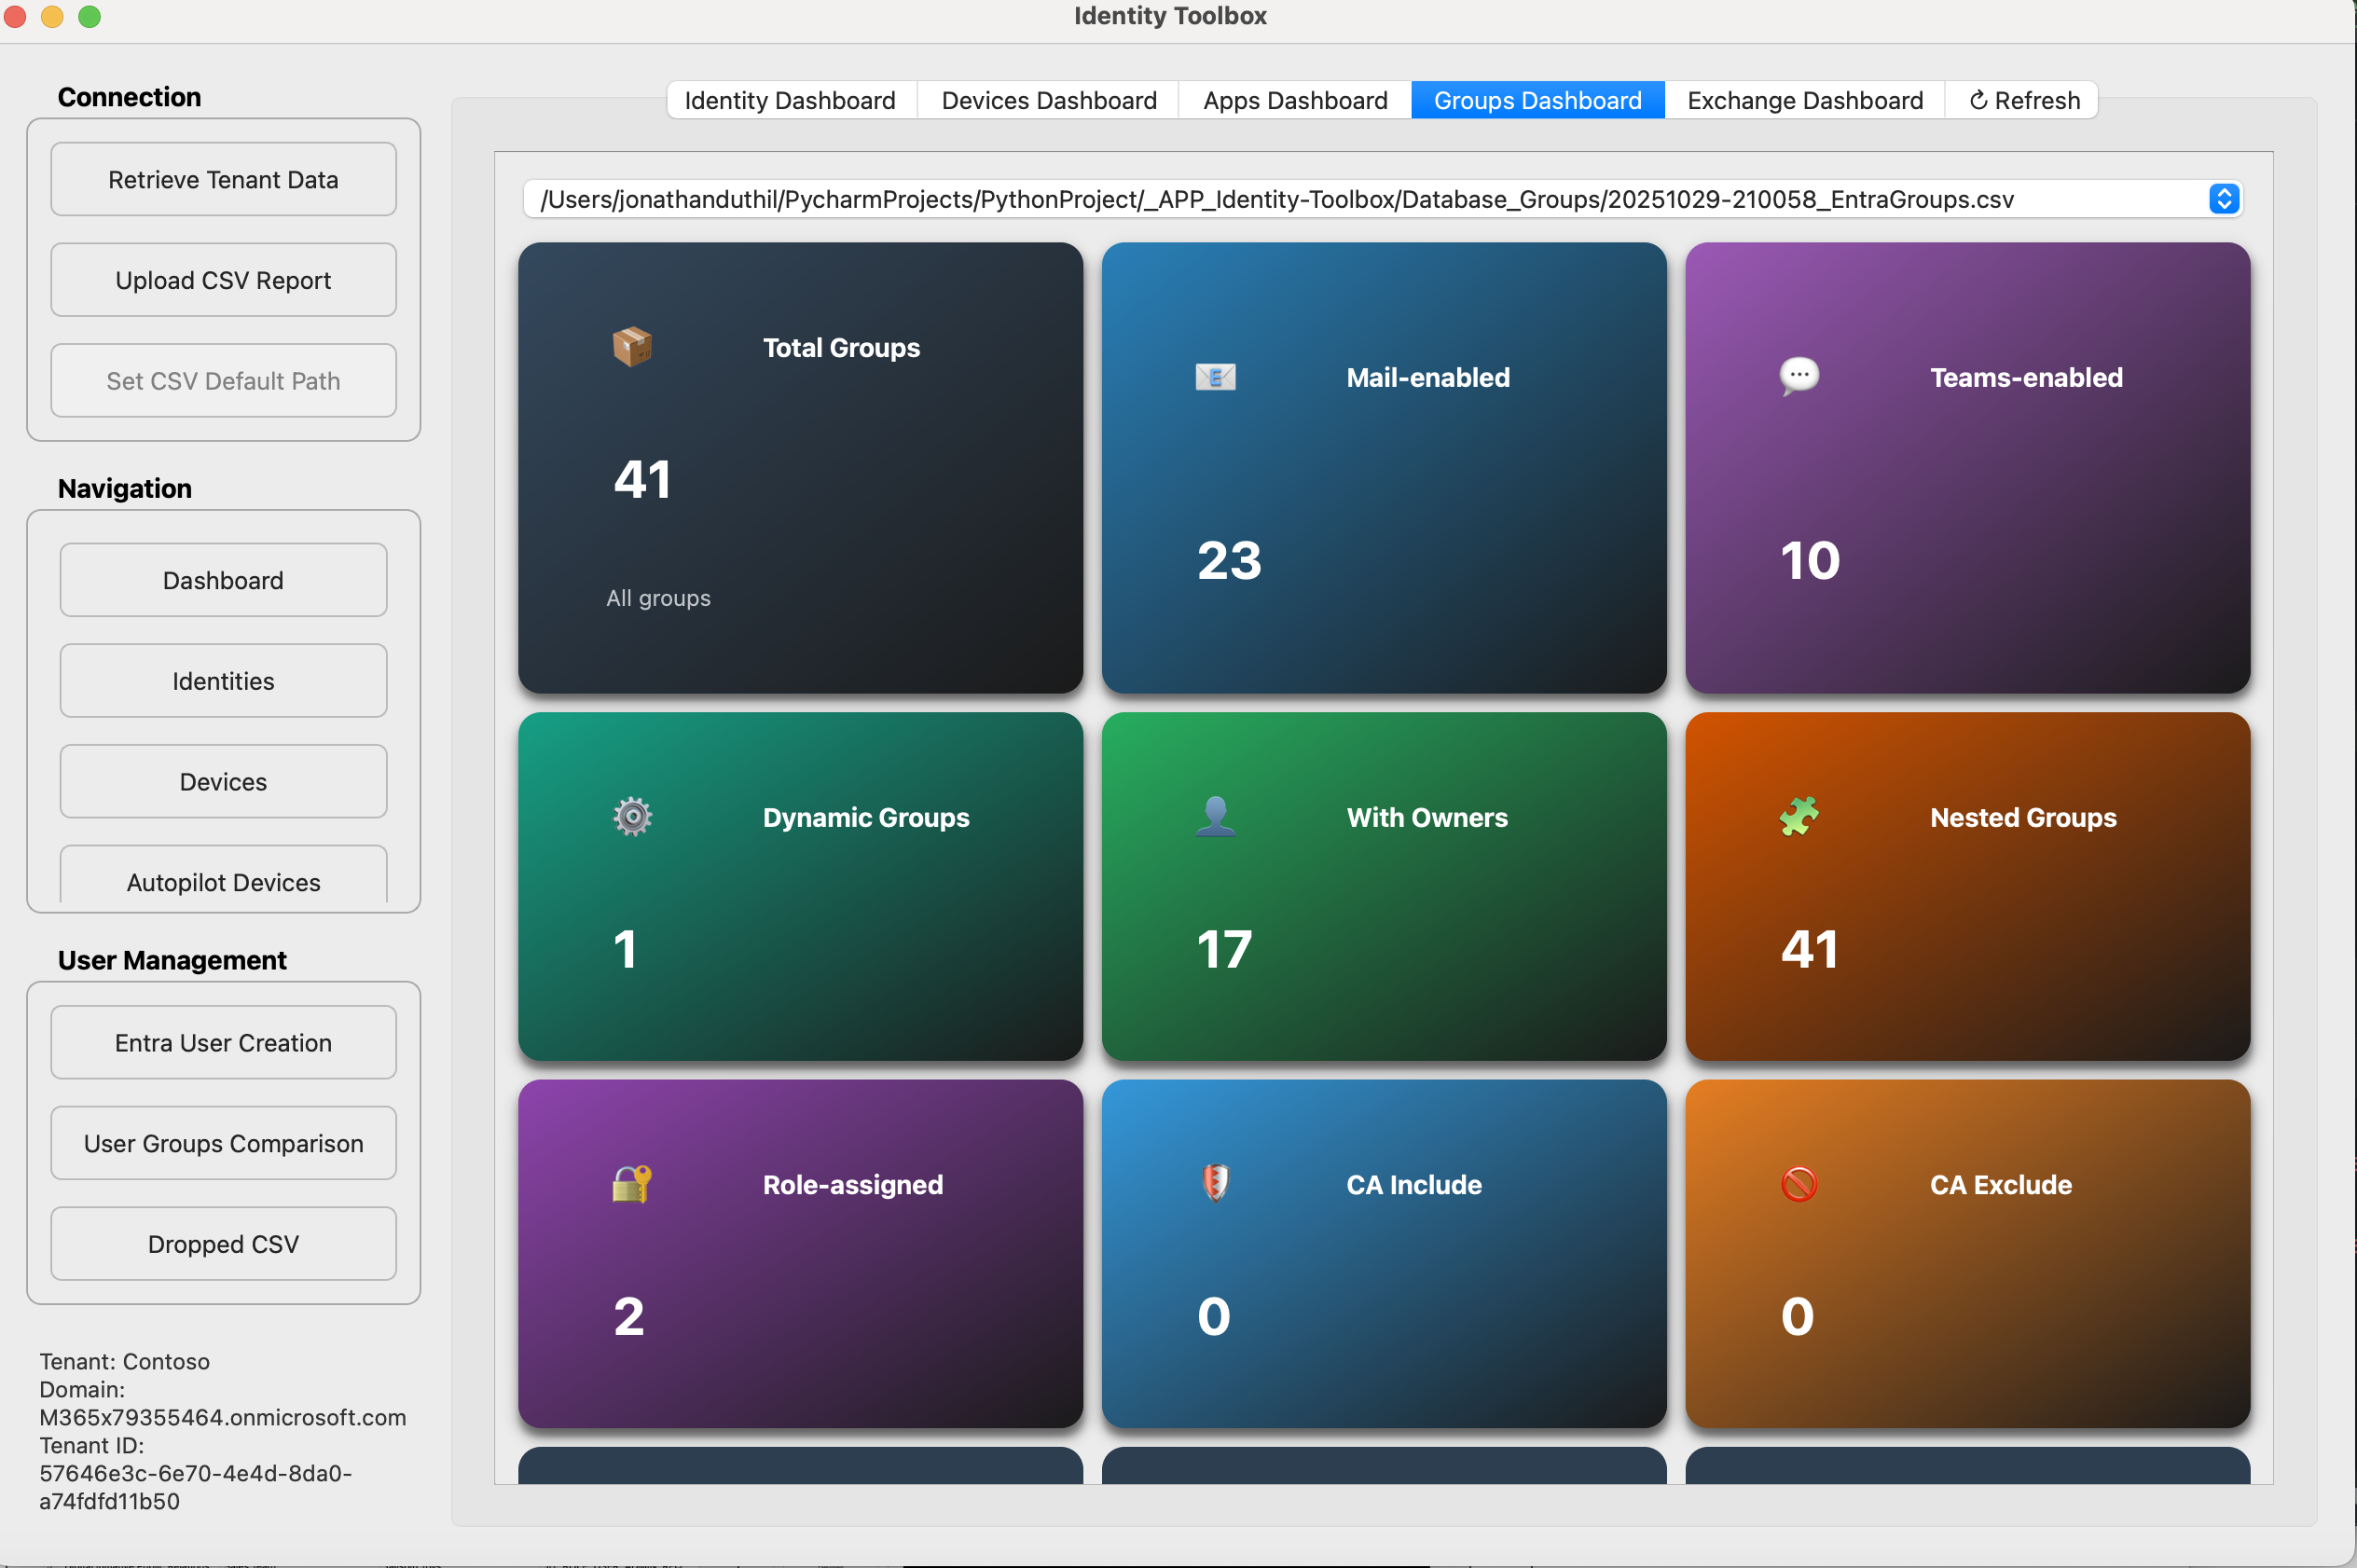 Identity Toolbox
Connection
Retrieve Tenant Data
Upload CSV Report
Set CSV Default Path
Navigation
Dashboard
Identities
Devices
Autopilot Devices
User Management
Entra User Creation
User Groups Comparison
Dropped CSV
Tenant: Contoso
Domain:
M365x79355464.onmicrosoft.com
Tenant ID:
57646e3c-6e70-4e4d-8da0-
a74fdfd11b50
Identity Dashboard
Devices Dashboard
Apps Dashboard
Groups Dashboard
Exchange Dashboard
↻ Refresh
/Users/jonathanduthil/PycharmProjects/PythonProject/_APP_Identity-Toolbox/Database_Groups/20251029-210058_EntraGroups.csv
Total Groups
41
All groups
Mail-enabled
23
Teams-enabled
10
Dynamic Groups
1
With Owners
17
Nested Groups
41
Role-assigned
2
CA Include
0
CA Exclude
0